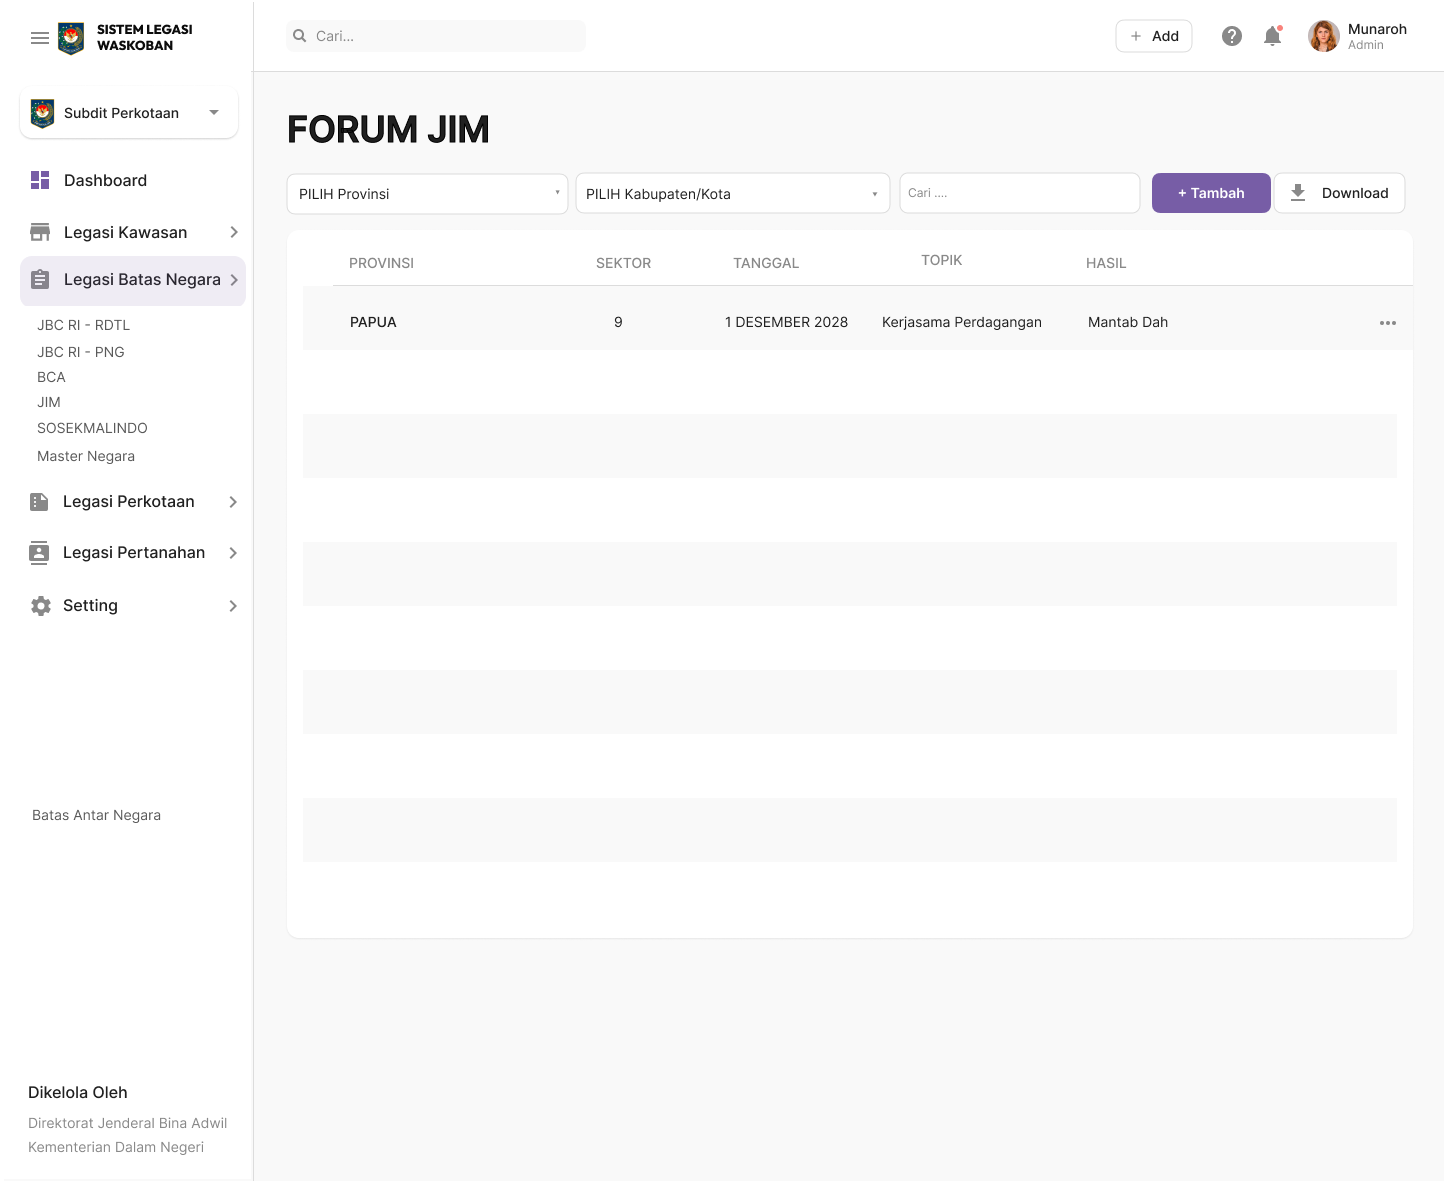 SISTEM LEGASI
WASKOBAN
Cari...
+ Add
Munaroh
Admin
Subdit Perkotaan
Dashboard
Legasi Kawasan
Legasi Batas Negara
JBC RI - RDTL
JBC RI - PNG
BCA
JIM
SOSEKMALINDO
Master Negara
Legasi Perkotaan
Legasi Pertanahan
Setting
Batas Antar Negara
Dikelola Oleh
Direktorat Jenderal Bina Adwil
Kementerian Dalam Negeri
FORUM JIM
PILIH Provinsi
PILIH Kabupaten/Kota
Cari ....
+ Tambah
Download
PROVINSI SEKTOR TANGGAL TOPIK HASIL
PAPUA 9 1 DESEMBER 2028 Kerjasama Perdagangan Mantab Dah